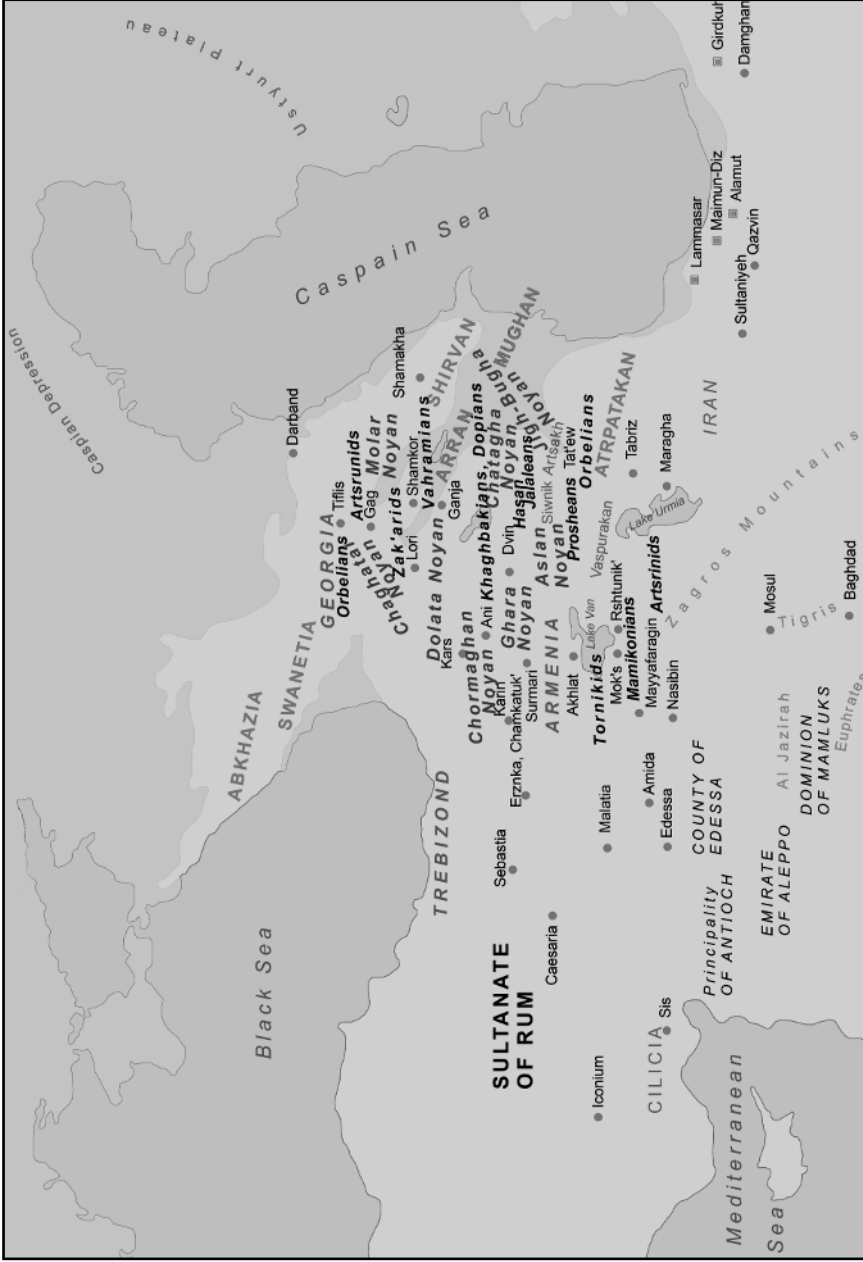 Ustyurt Plateau
Caspian Depression
Caspain Sea
Darband
Girdkuh
Damghan
Black Sea
ABKHAZIA
SWANETIA
GEORGIA
Tiflis
Orbelians
Artsrunids
Gag
Molar
Noyan
Chaghatai
Noyan
Zak'arids
Lori
Shamkor
Shamakha
Vahramians
SHIRVAN
MUGHAN
ARRAN
Ganja
Dolata Noyan
Kars
Chormaghan
Noyan
Ani
Khaghbakians, Dopians
Chatagha
Noyan
Jigh-Bugha
Noyan
Hasan
Jalaleans
Dvin
Ghara
Noyan
Karin
Surmari
Erznka, Chamkatuk'
Aslan
Noyan
Siwnik
Artsakh
Tat'ew
Prosheans
Orbelians
ATRPATAKAN
ARMENIA
Akhlat
Lake Van
Vaspurakan
Tornikids
Mok's
Rshtunik'
Mamikonians
Artsrinids
Mayyafaragin
Nasibin
Lake Urmia
Tabriz
Maragha
IRAN
Lammasar
Maimun-Diz
Alamut
Sultaniyeh
Qazvin
Zagros Mountains
TREBIZOND
Sebastia
SULTANATE
OF RUM
Caesaria
Malatia
Amida
Edessa
COUNTY OF
EDESSA
Iconium
CILICIA
Sis
Principality
OF ANTIOCH
EMIRATE
OF ALEPPO
Al Jazirah
DOMINION
OF MAMLUKS
Mosul
Tigris
Baghdad
Euphrates
Mediterranean
Sea